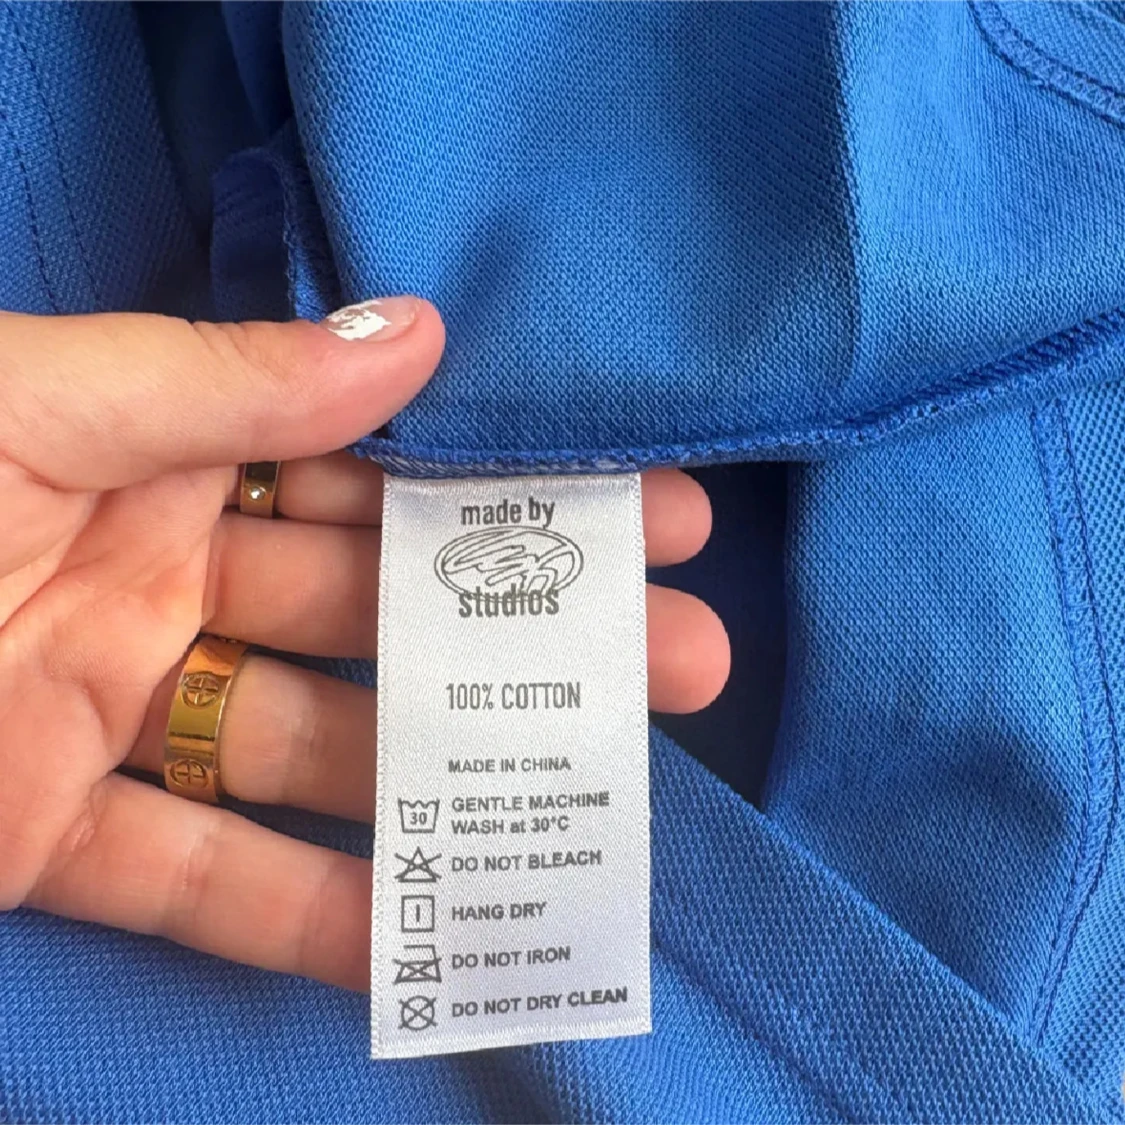 made by
studios
100% COTTON
MADE IN CHINA
30
GENTLE MACHINE
WASH at 30°C
DO NOT BLEACH
HANG DRY
DO NOT IRON
DO NOT DRY CLEAN